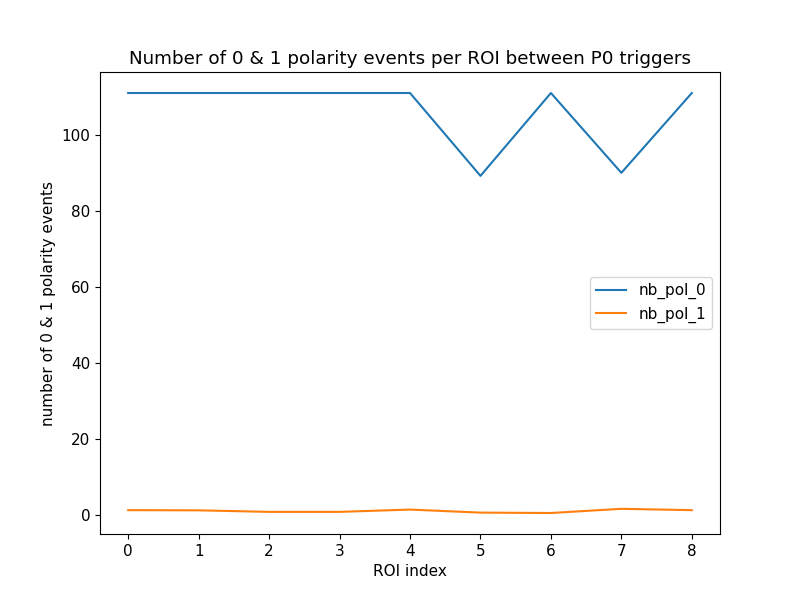 Number of 0 & 1 polarity events per ROI between P0 triggers
number of 0 & 1 polarity events
100
80
60
40
20
0
nb_pol_0
nb_pol_1
0 1 2 3 4 5 6 7 8
ROI index